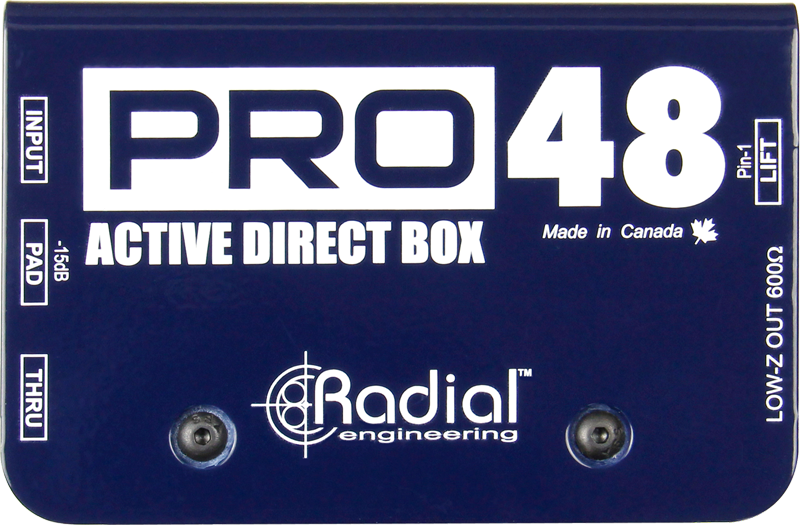 PRO48
ACTIVE DIRECT BOX
Made in Canada
INPUT
PAD
-15dB
THRU
Pin-1
LIFT
LOW-Z OUT 600Ω
Radial™
engineering